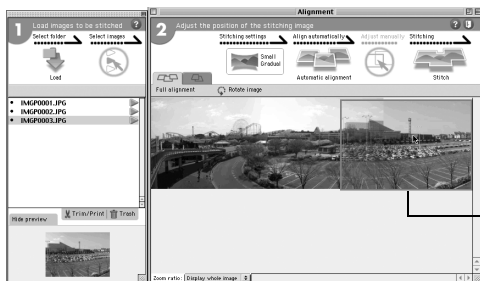 1 Load images to be stitched ?
Select folder Select images
Load
IMGP0001.JPG
IMGP0002.JPG
IMGP0003.JPG
Hide preview Trim/Print Trash
Alignment
2 Adjust the position of the stitching image ?
Stitching settings Align automatically Adjust manually Stitching
Small
Gradual
Automatic alignment Stitch
Full alignment Rotate image
Zoom ratio: Display whole image